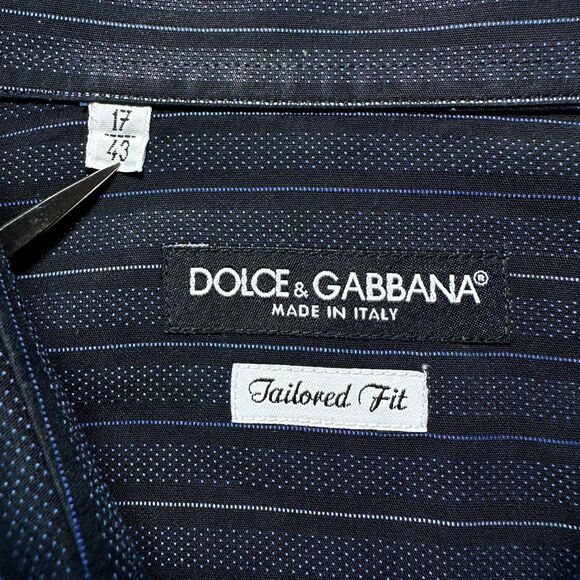 17
43
DOLCE & GABBANA®
MADE IN ITALY
Tailored Fit